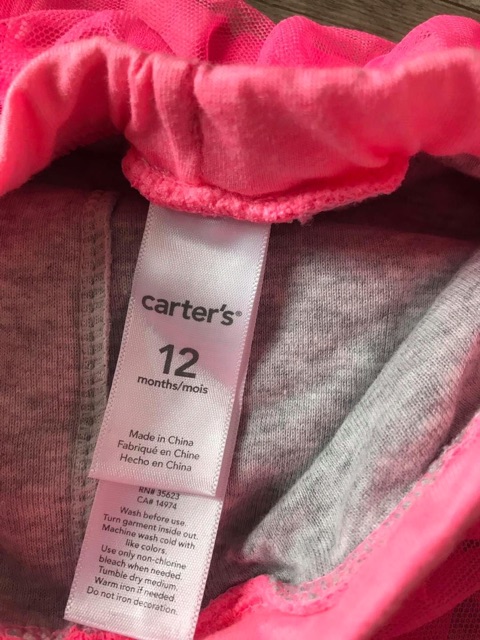 carter's®
12
months/mois
Made in China
Fabriqué en Chine
Hecho en China
RN# 35623
CA# 14974
Wash before use.
Turn garment inside out.
Machine wash cold with
like colors.
Use only non-chlorine
bleach when needed.
Tumble dry medium.
Warm iron if needed.
Do not iron decoration.